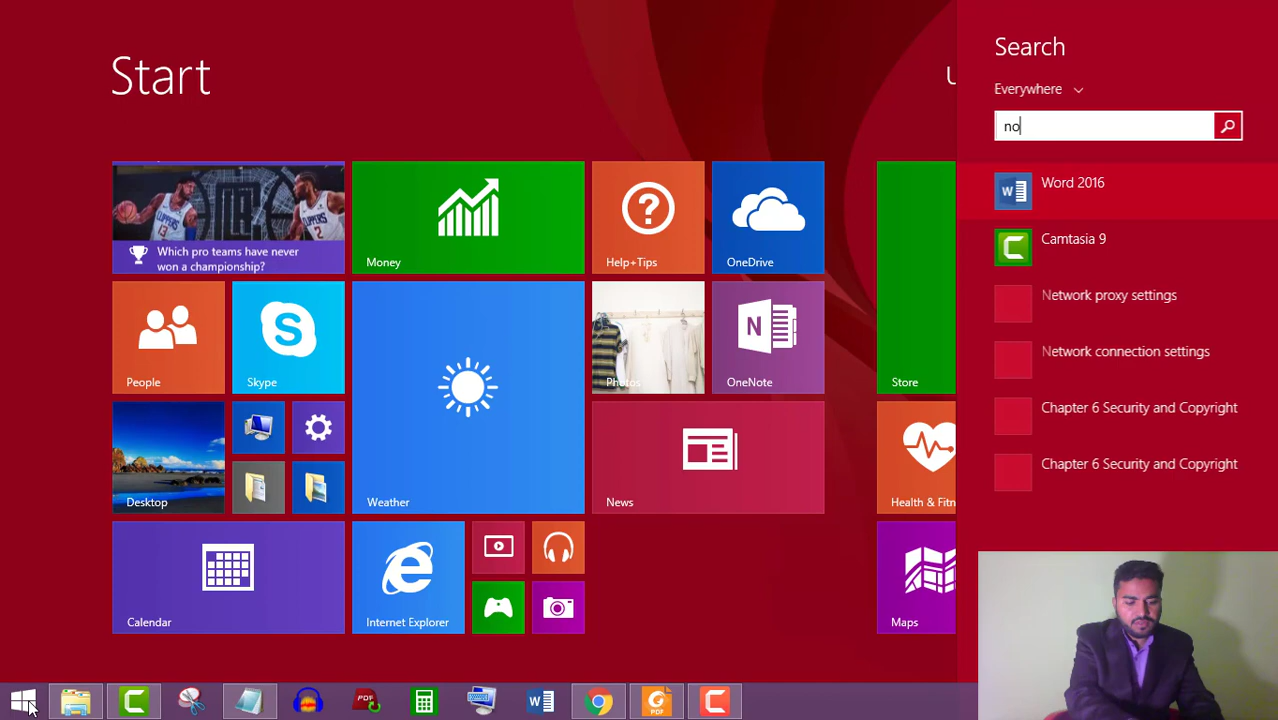 Start
Search
Everywhere
no
Word 2016
Camtasia 9
Network proxy settings
Network connection settings
Chapter 6 Security and Copyright
Chapter 6 Security and Copyright
Which pro teams have never
won a championship?
Money
Help+Tips
OneDrive
People
Skype
Weather
Photos
OneNote
Store
Desktop
News
Health & Fitn
Calendar
Internet Explorer
Maps